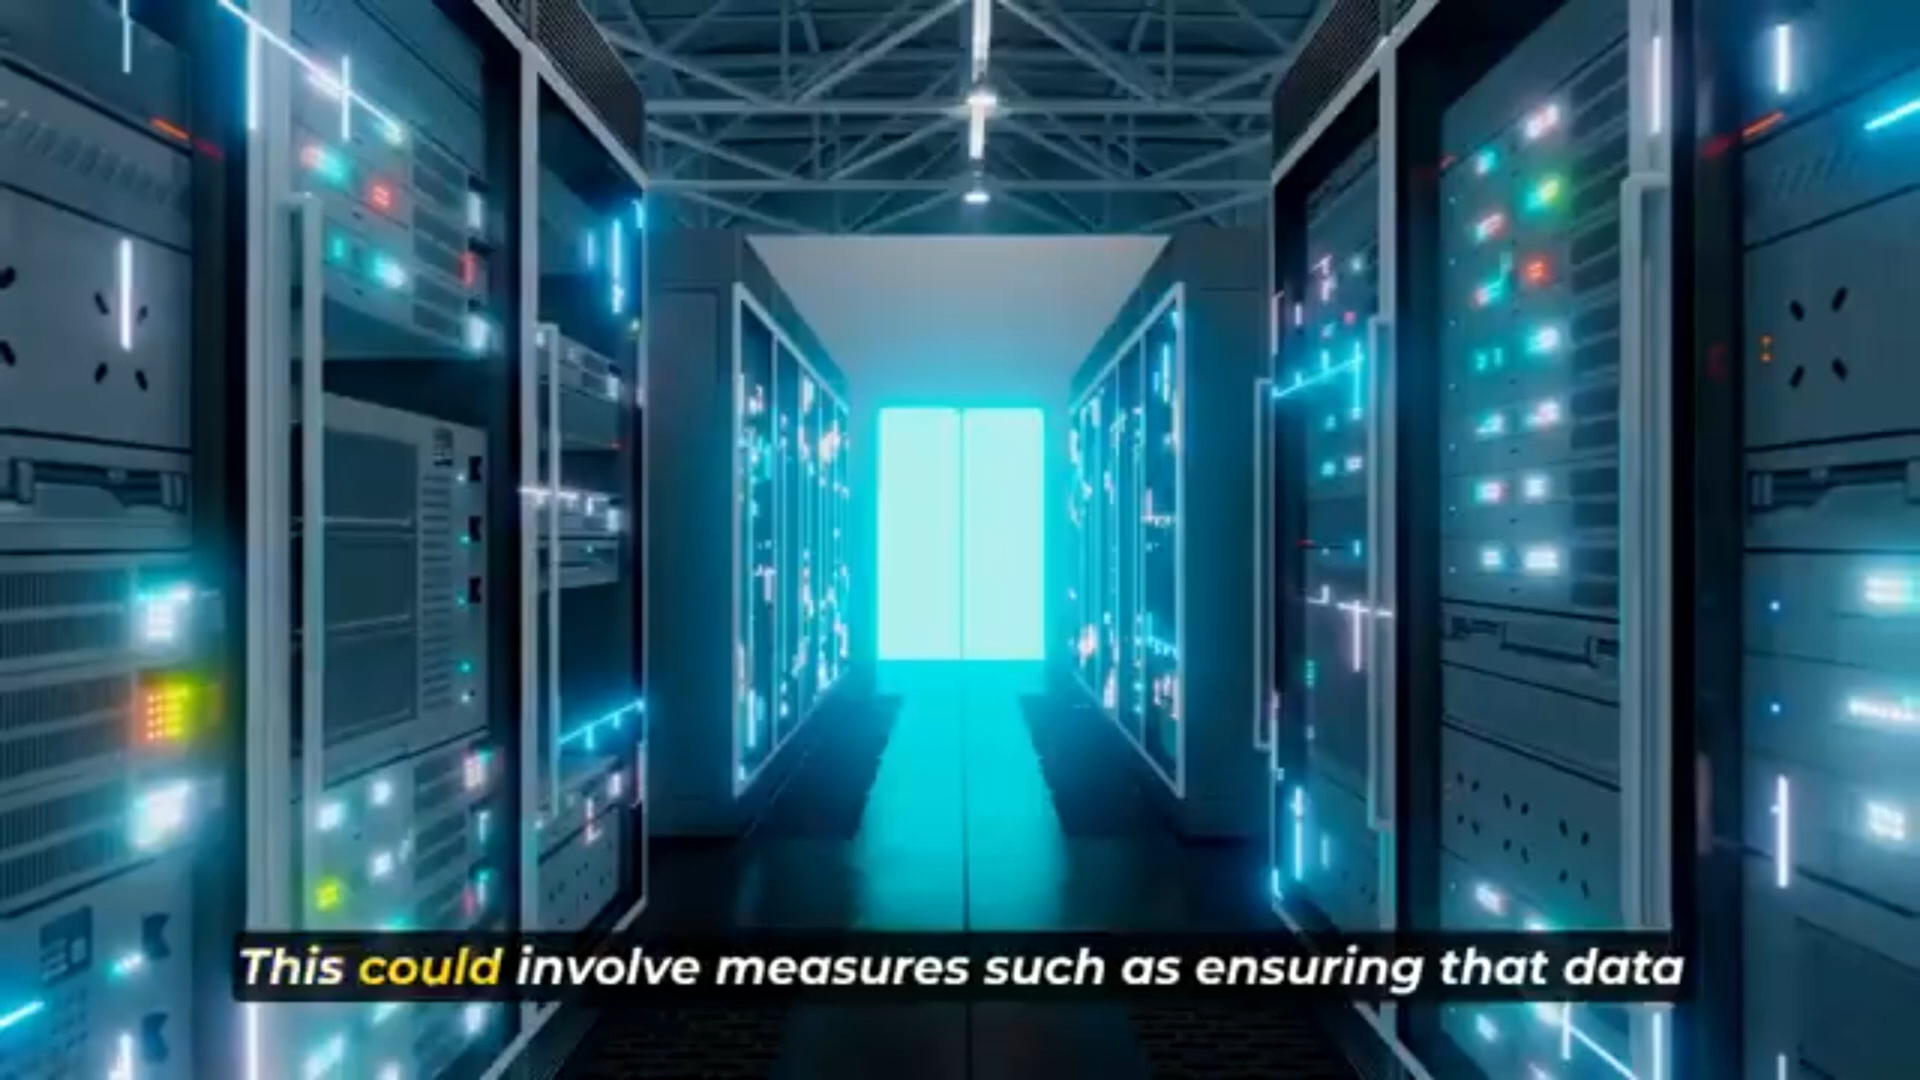 This could involve measures such as ensuring that data